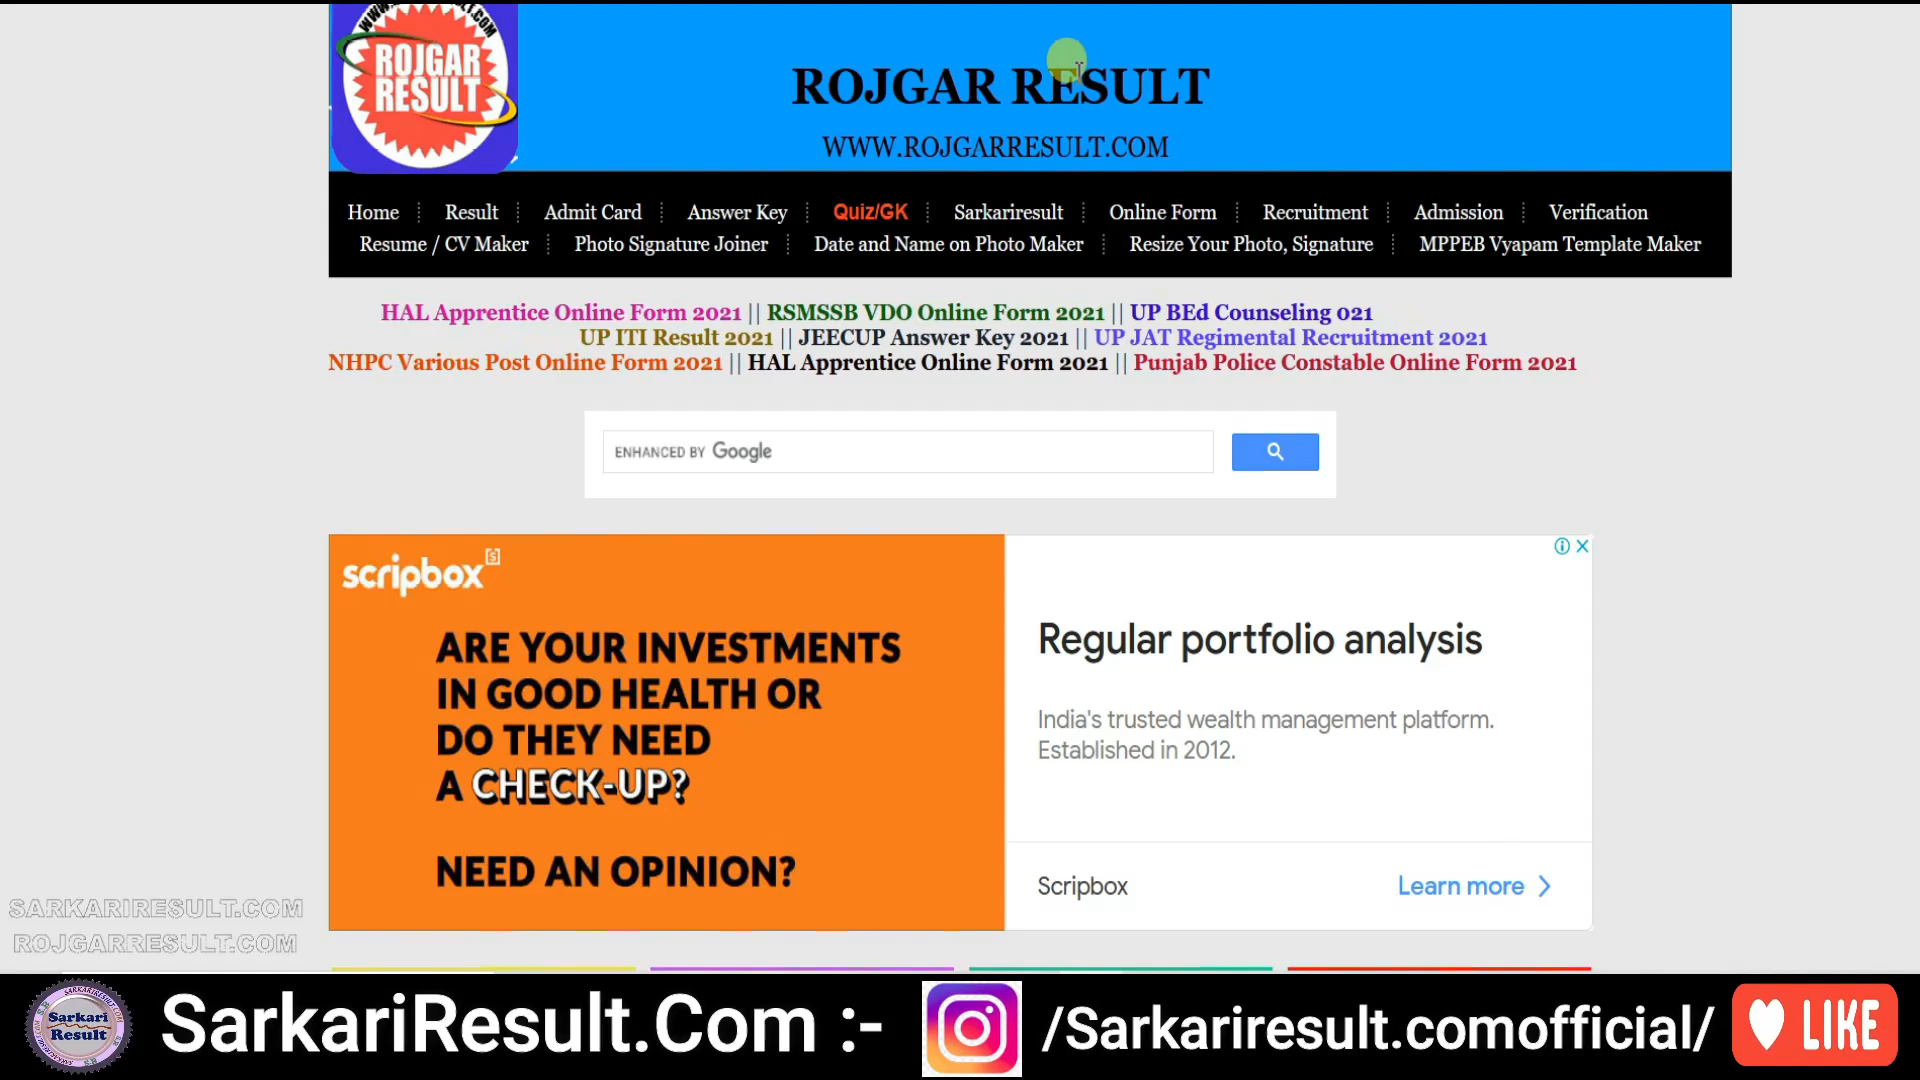 ROJGAR
RESULT
ROJGAR RESULT
WWW.ROJGARRESULT.COM
Home Result Admit Card Answer Key Quiz/GK Sarkariresult Online Form Recruitment Admission Verification
Resume / CV Maker Photo Signature Joiner Date and Name on Photo Maker Resize Your Photo, Signature MPPEB Vyapam Template Maker
HAL Apprentice Online Form 2021 || RSMSSB VDO Online Form 2021 || UP BEd Counseling 021
UP ITI Result 2021 || JEECUP Answer Key 2021 || UP JAT Regimental Recruitment 2021
NHPC Various Post Online Form 2021 || HAL Apprentice Online Form 2021 || Punjab Police Constable Online Form 2021
ENHANCED BY Google
scripbox [s]
ARE YOUR INVESTMENTS
IN GOOD HEALTH OR
DO THEY NEED
A CHECK-UP?
NEED AN OPINION?
Regular portfolio analysis
India's trusted wealth management platform.
Established in 2012.
Scripbox Learn more
SARKARIRESULT.COM
ROJGARRESULT.COM
Sarkari
Result
SarkariResult.Com :- /Sarkariresult.comofficial/ LIKE